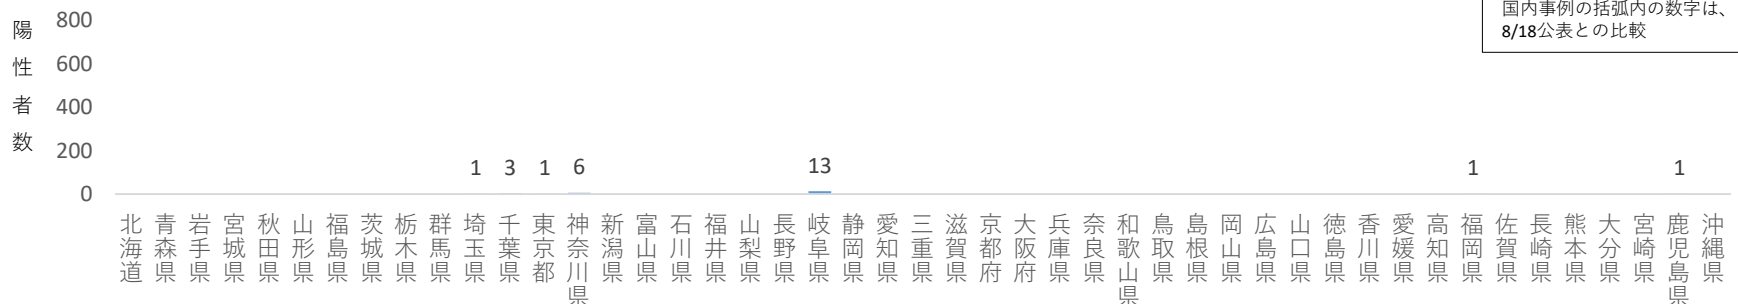 国内事例の括弧内の数字は、
8/18公表との比較
陽性者数
800
600
400
200
0
1 3 1 6 13 1 1
北海道 青森県 岩手県 宮城県 秋田県 山形県 福島県 茨城県 栃木県 群馬県 埼玉県 千葉県 東京都 神奈川県 新潟県 富山県 石川県 福井県 山梨県 長野県 岐阜県 静岡県 愛知県 三重県 滋賀県 京都府 大阪府 兵庫県 奈良県 和歌山県 鳥取県 島根県 岡山県 広島県 山口県 徳島県 香川県 愛媛県 高知県 福岡県 佐賀県 長崎県 熊本県 大分県 宮崎県 鹿児島県 沖縄県